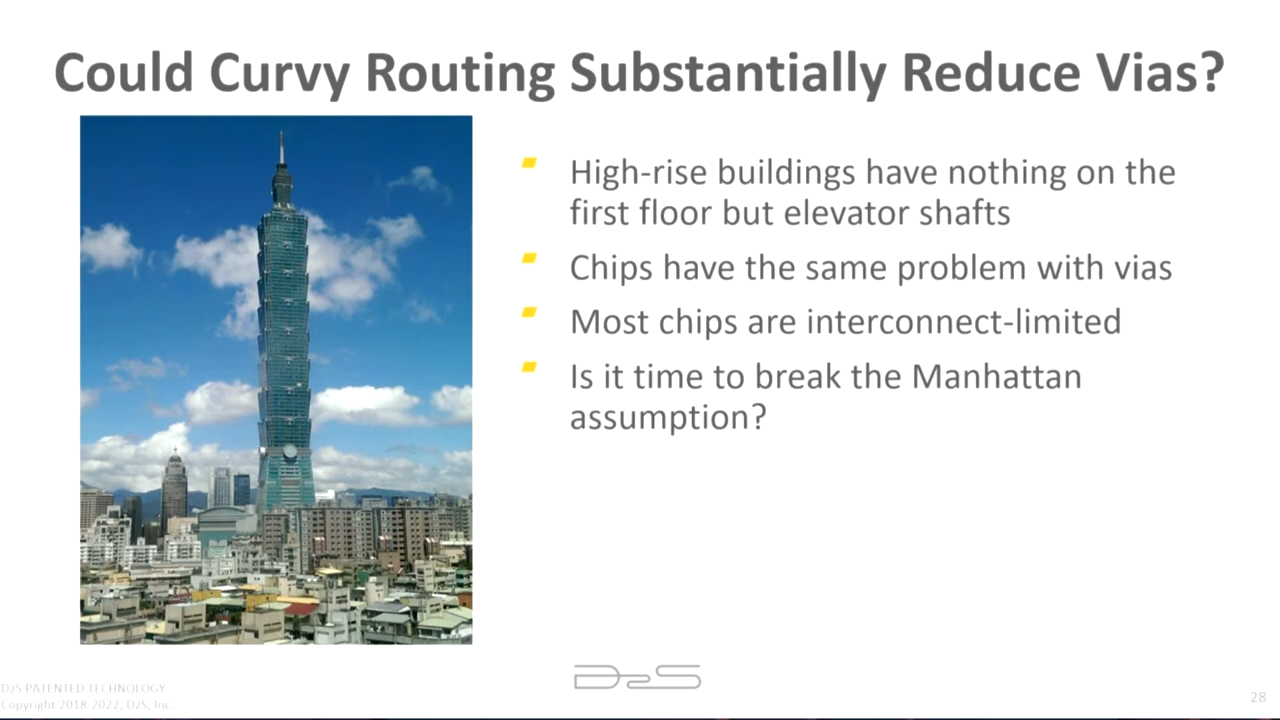 Could Curvy Routing Substantially Reduce Vias?
High-rise buildings have nothing on the
first floor but elevator shafts
Chips have the same problem with vias
Most chips are interconnect-limited
Is it time to break the Manhattan
assumption?
D2S
D2S PATENTED TECHNOLOGY
Copyright 2018-2022, D2S, Inc.
28